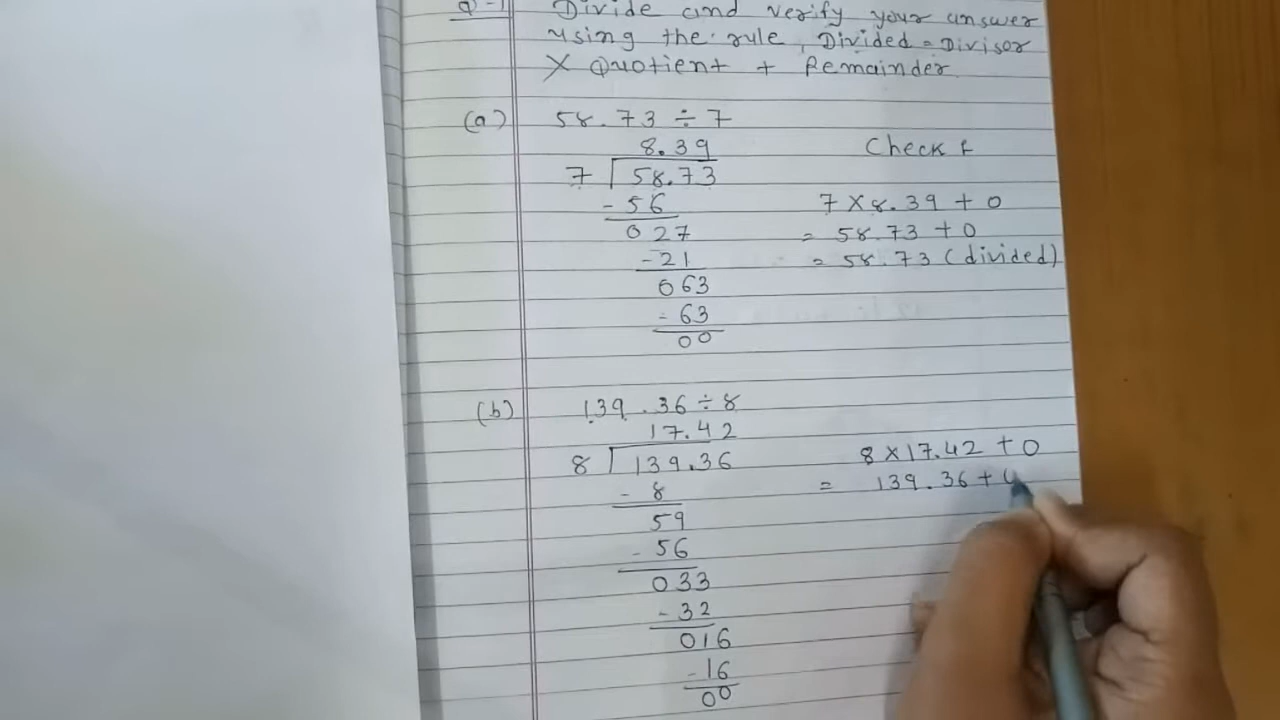 Q-1 Divide and verify your answer
using the rule, Divided = Divisor
X Quotient + Remainder
(a) 58.73 ÷ 7
8.39 Check
7 58.73
- 56 7 × 8.39 + 0
027 = 58.73 + 0
- 21 = 58.73 (divided)
063
- 63
00
(b) 139.36 ÷ 8
17.42
8 139.36 8 × 17.42 + 0
- 8 = 139.36 +
59
- 56
033
- 32
016
- 16
00